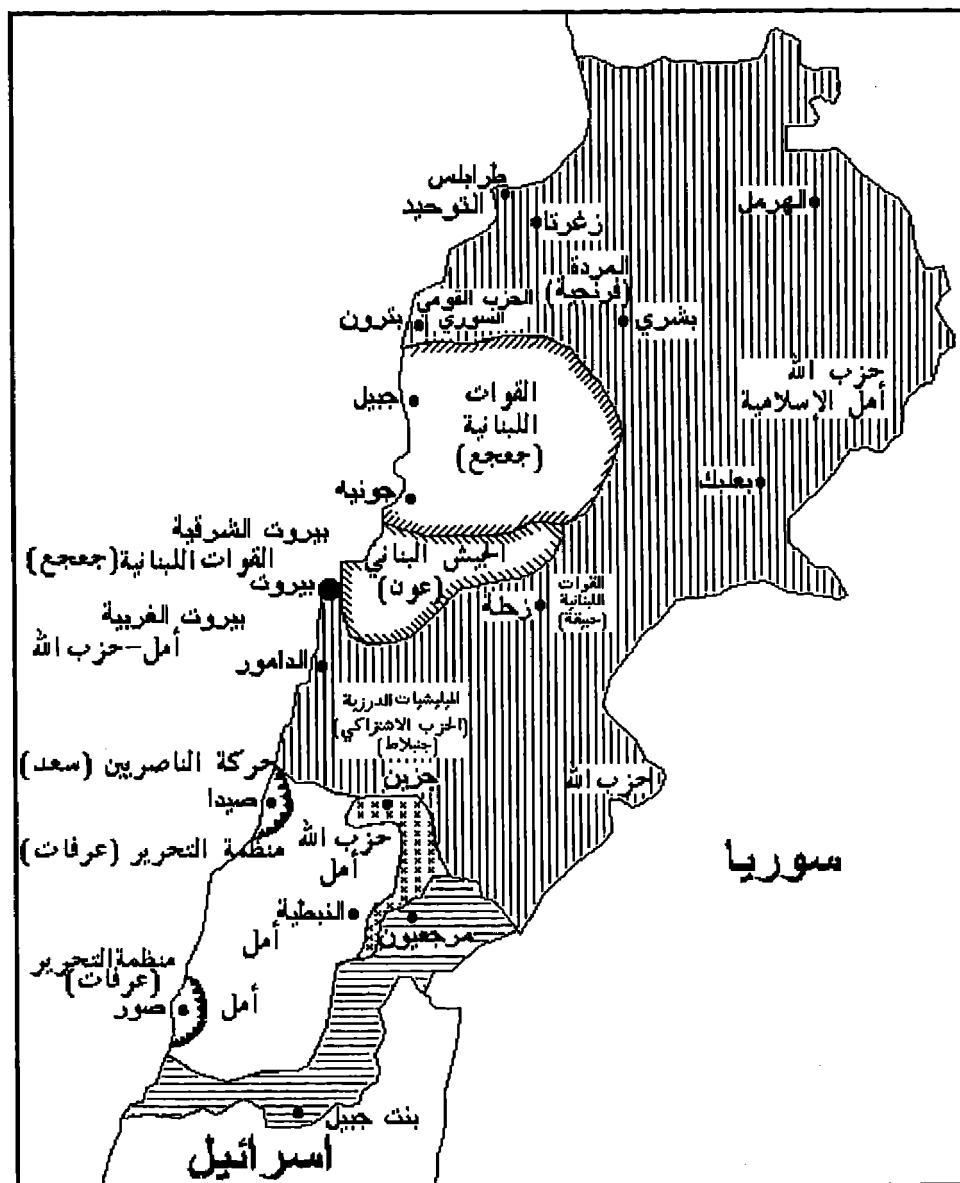 طرابلس
التوحيد
زغرتا
الهرمل
المردة
(فرنجية)
الحزب القومي
السوري
بترون
بشري
حزب الله
أمل الإسلامية
القوات
اللبنانية
(جعجع)
جبيل
بعلبك
جونيه
بيروت الشرقية
القوات اللبنانية (جعجع)
الجيش البناني
(عون)
بيروت
القوات
اللبنانية
(حبيقة)
زحلة
بيروت الغربية
أمل-حزب الله
الدامور
الميليشيات الدرزية
(الحزب الاشتراكي)
(جنبلاط)
حركة الناصريين (سعد)
جزين
حزب الله
صيدا
حزب الله
أمل
منظمة التحرير (عرفات)
سوريا
النبطية
أمل
مرجعيون
منظمة التحرير
(عرفات)
صور
أمل
بنت جبيل
اسرائيل